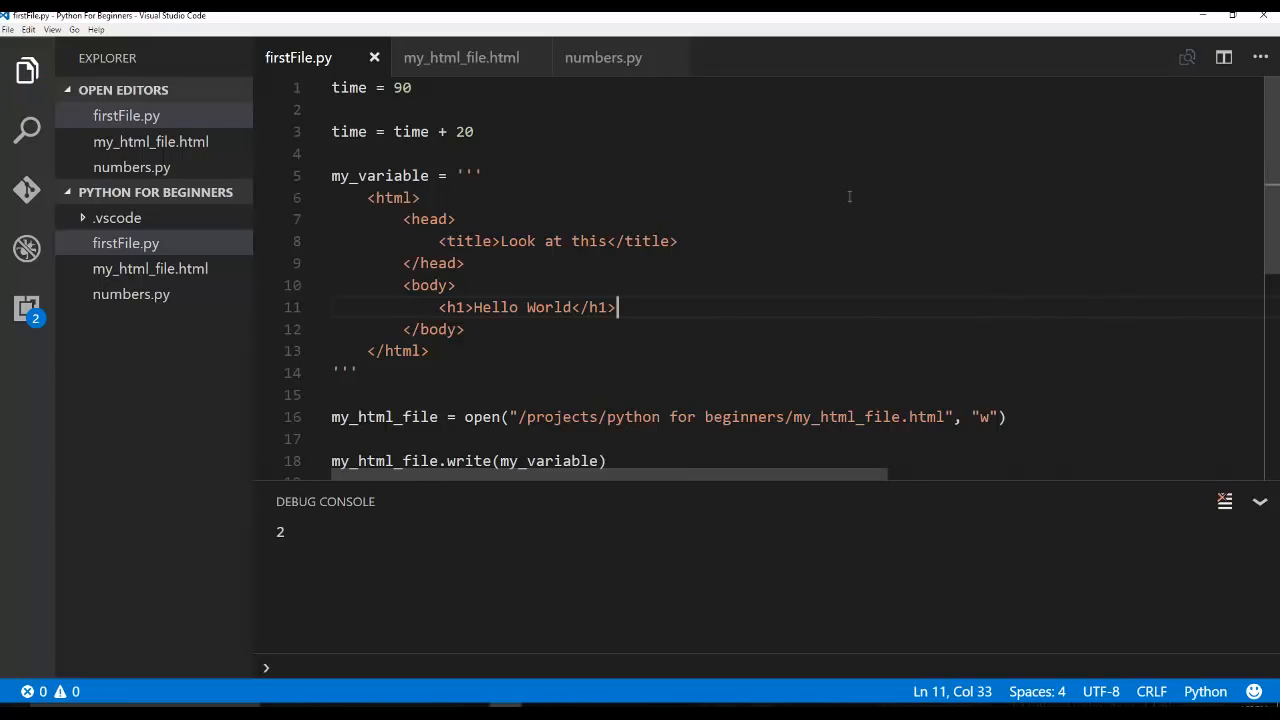 firstFile.py - Python For Beginners - Visual Studio Code
File Edit View Go Help
EXPLORER
OPEN EDITORS
firstFile.py
my_html_file.html
numbers.py
PYTHON FOR BEGINNERS
.vscode
firstFile.py
my_html_file.html
numbers.py
2
firstFile.py my_html_file.html numbers.py
1 time = 90
2
3 time = time + 20
4
5 my_variable = '''
6 <html>
7 <head>
8 <title>Look at this</title>
9 </head>
10 <body>
11 <h1>Hello World</h1>
12 </body>
13 </html>
14 '''
15
16 my_html_file = open("/projects/python for beginners/my_html_file.html", "w")
17
18 my_html_file.write(my_variable)
DEBUG CONSOLE
2
0 0 Ln 11, Col 33 Spaces: 4 UTF-8 CRLF Python